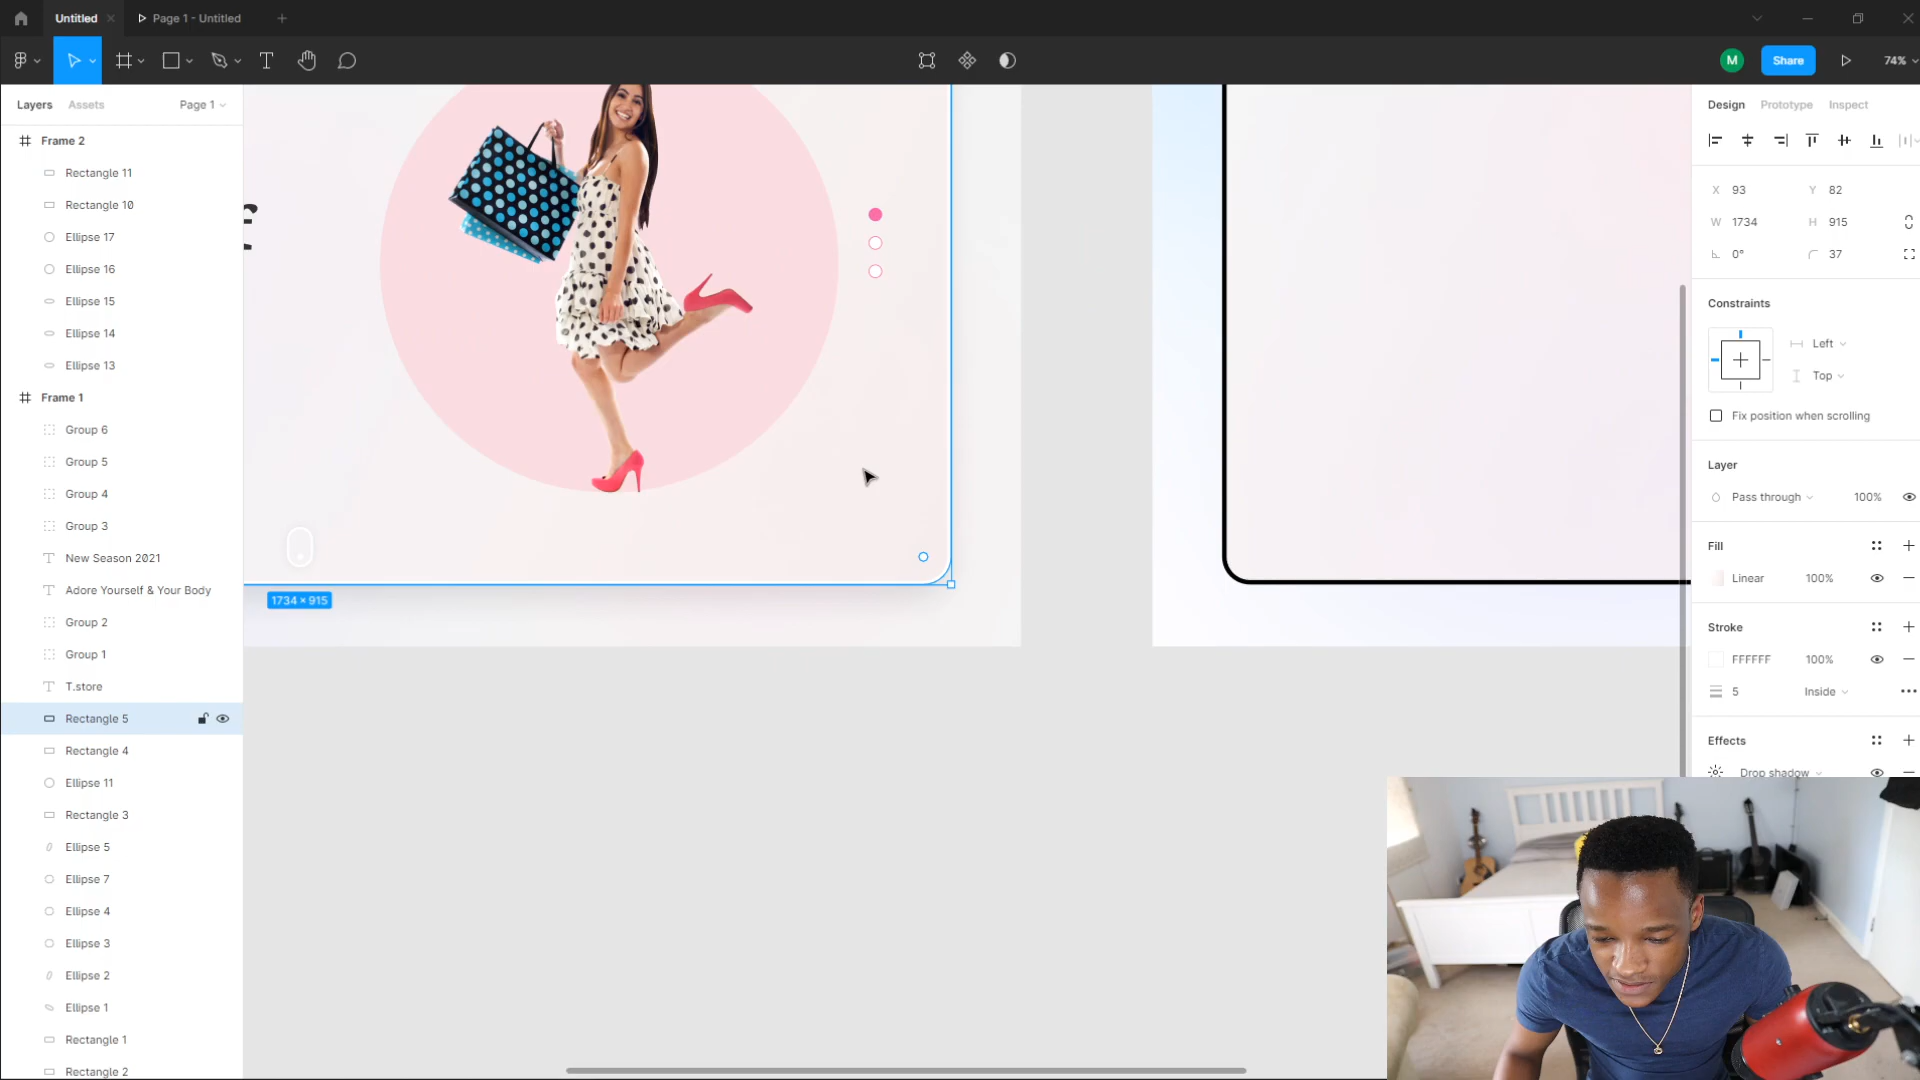 Untitled
Page 1 - Untitled
M
Share
74%
Layers
Assets
Page 1
Design
Prototype
Inspect
Frame 2
Rectangle 11
Rectangle 10
Ellipse 17
Ellipse 16
Ellipse 15
Ellipse 14
Ellipse 13
Frame 1
Group 6
Group 5
Group 4
Group 3
New Season 2021
Adore Yourself & Your Body
Group 2
Group 1
T.store
Rectangle 5
Rectangle 4
Ellipse 11
Rectangle 3
Ellipse 5
Ellipse 7
Ellipse 4
Ellipse 3
Ellipse 2
Ellipse 1
Rectangle 1
Rectangle 2
f
1734 × 915
X 93 Y 82
W 1734 H 915
0° 37
Constraints
Left
Top
Fix position when scrolling
Layer
Pass through 100%
Fill
Linear 100%
Stroke
FFFFFF 100%
5 Inside
Effects
Drop shadow